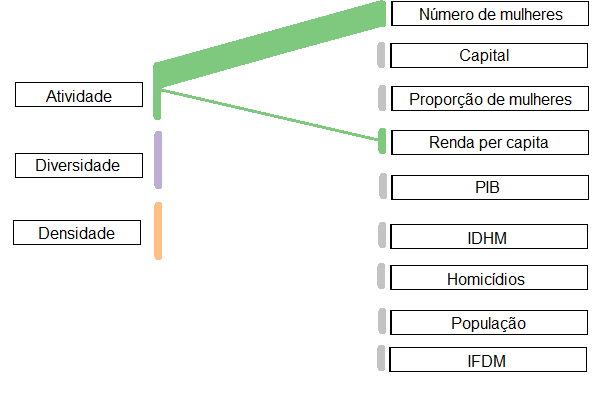 Número de mulheres
Capital
Atividade
Proporção de mulheres
Renda per capita
Diversidade
PIB
Densidade
IDHM
Homicídios
População
IFDM